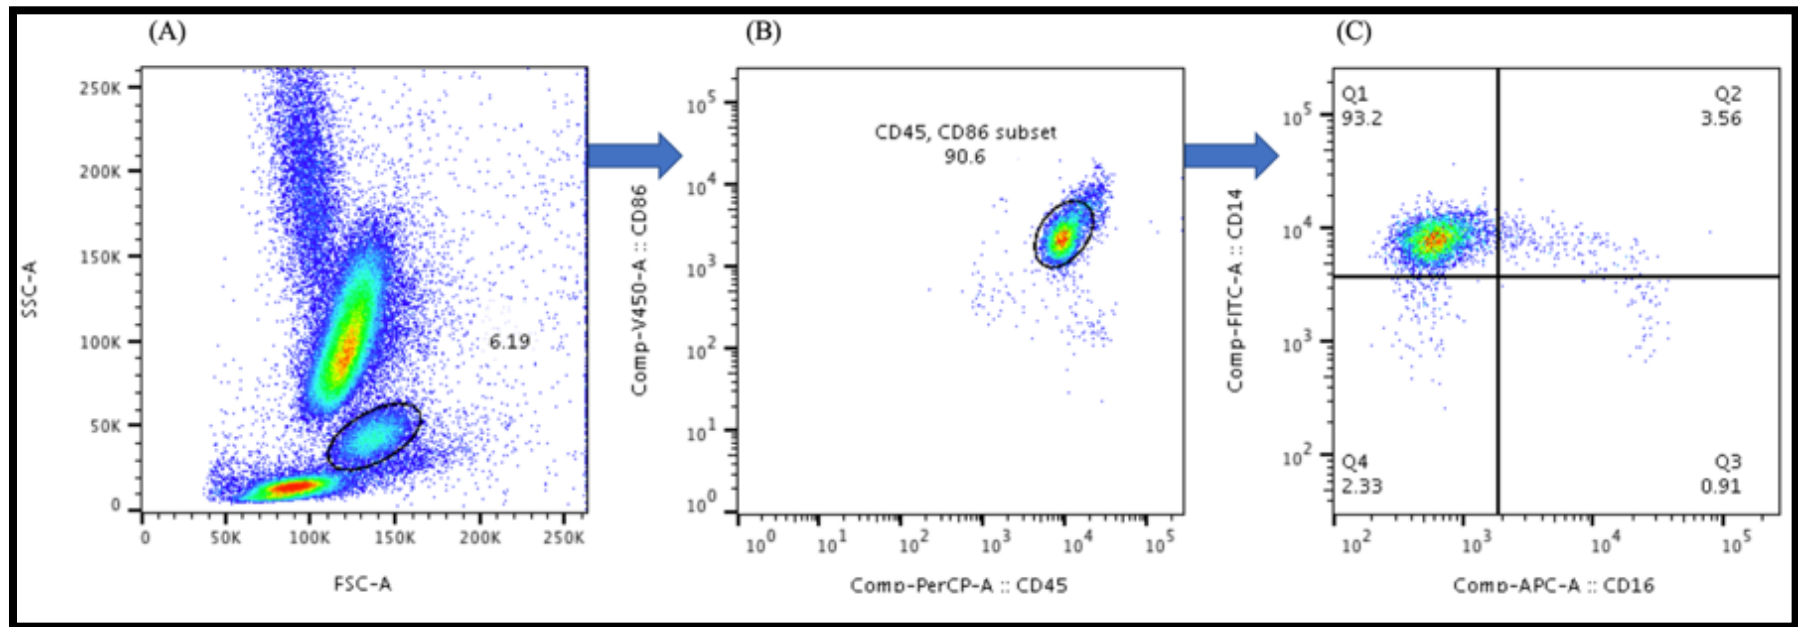 (A)
(B)
(C)
250K
200K
150K
100K
50K
0
SSC-A
6.19
0
50K
100K
150K
200K
250K
FSC-A
10^5
10^4
10^3
10^2
10^1
10^0
Comp-V450-A :: CD86
CD45, CD86 subset
90.6
10^0
10^1
10^2
10^3
10^4
10^5
Comp-PerCP-A :: CD45
10^5
10^4
10^3
10^2
Comp-FITC-A :: CD14
Q1
93.2
Q2
3.56
Q4
2.33
Q3
0.91
10^2
10^3
10^4
10^5
Comp-APC-A :: CD16